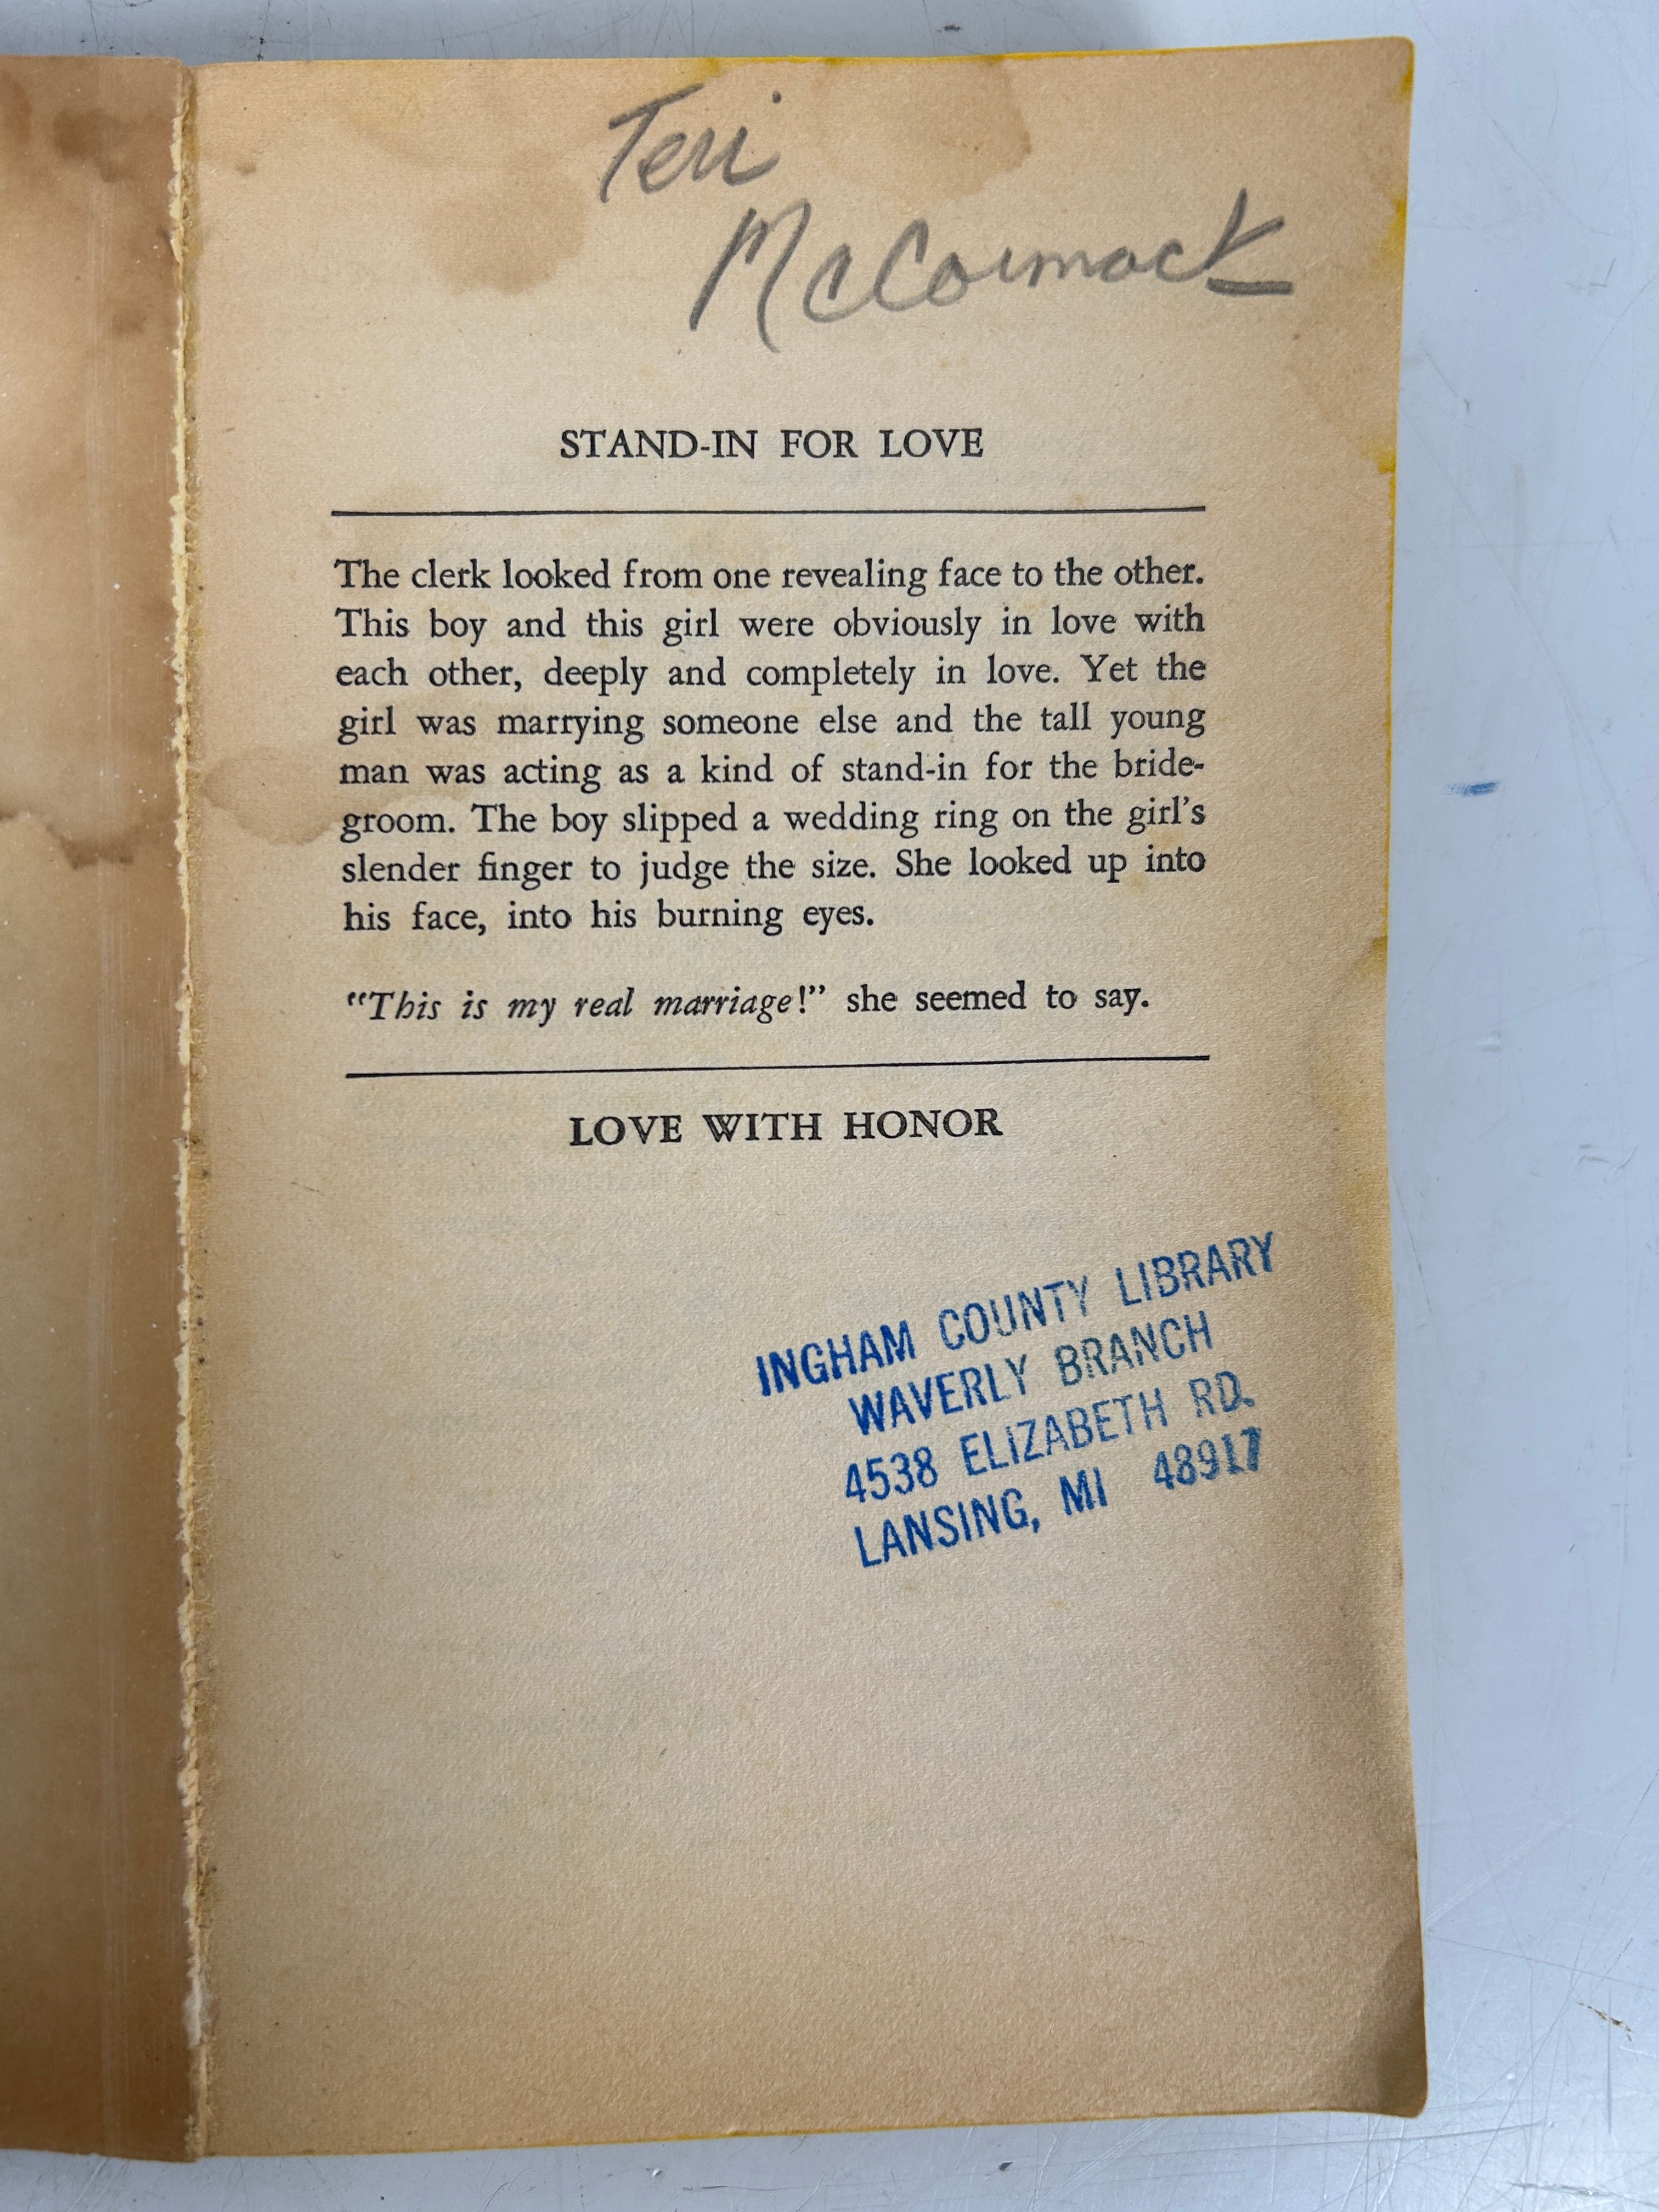 Teri
McCormack
STAND-IN FOR LOVE
The clerk looked from one revealing face to the other.
This boy and this girl were obviously in love with
each other, deeply and completely in love. Yet the
girl was marrying someone else and the tall young
man was acting as a kind of stand-in for the bride-
groom. The boy slipped a wedding ring on the girl's
slender finger to judge the size. She looked up into
his face, into his burning eyes.
"This is my real marriage!" she seemed to say.
LOVE WITH HONOR
INGHAM COUNTY LIBRARY
WAVERLY BRANCH
4538 ELIZABETH RD.
LANSING, MI 48917